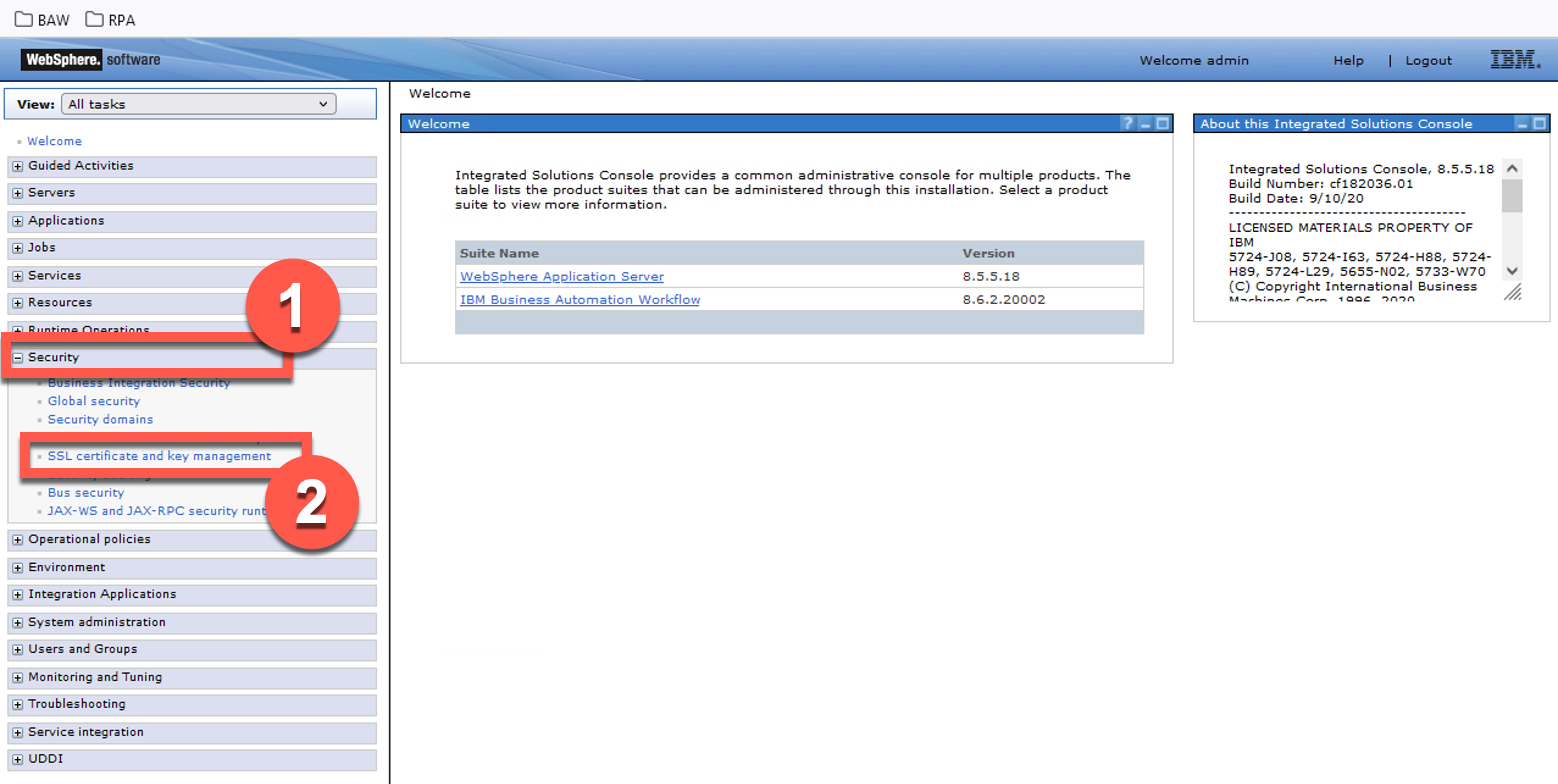 BAW RPA
WebSphere. software
Welcome admin Help | Logout IBM.
View: All tasks
Welcome
Guided Activities
Servers
Applications
Jobs
Services
Resources
Runtime Operations
Security
Business Integration Security
Global security
Security domains
SSL certificate and key management
Bus security
JAX-WS and JAX-RPC security runt
Operational policies
Environment
Integration Applications
System administration
Users and Groups
Monitoring and Tuning
Troubleshooting
Service integration
UDDI
1
2
Welcome
Welcome ?
Integrated Solutions Console provides a common administrative console for multiple products. The
table lists the product suites that can be administered through this installation. Select a product
suite to view more information.
Suite Name Version
WebSphere Application Server 8.5.5.18
IBM Business Automation Workflow 8.6.2.20002
About this Integrated Solutions Console
Integrated Solutions Console, 8.5.5.18
Build Number: cf182036.01
Build Date: 9/10/20
---------------------------------------
LICENSED MATERIALS PROPERTY OF
IBM
5724-J08, 5724-I63, 5724-H88, 5724-
H89, 5724-L29, 5655-N02, 5733-W70
(C) Copyright International Business
Machines Corp. 1996, 2020